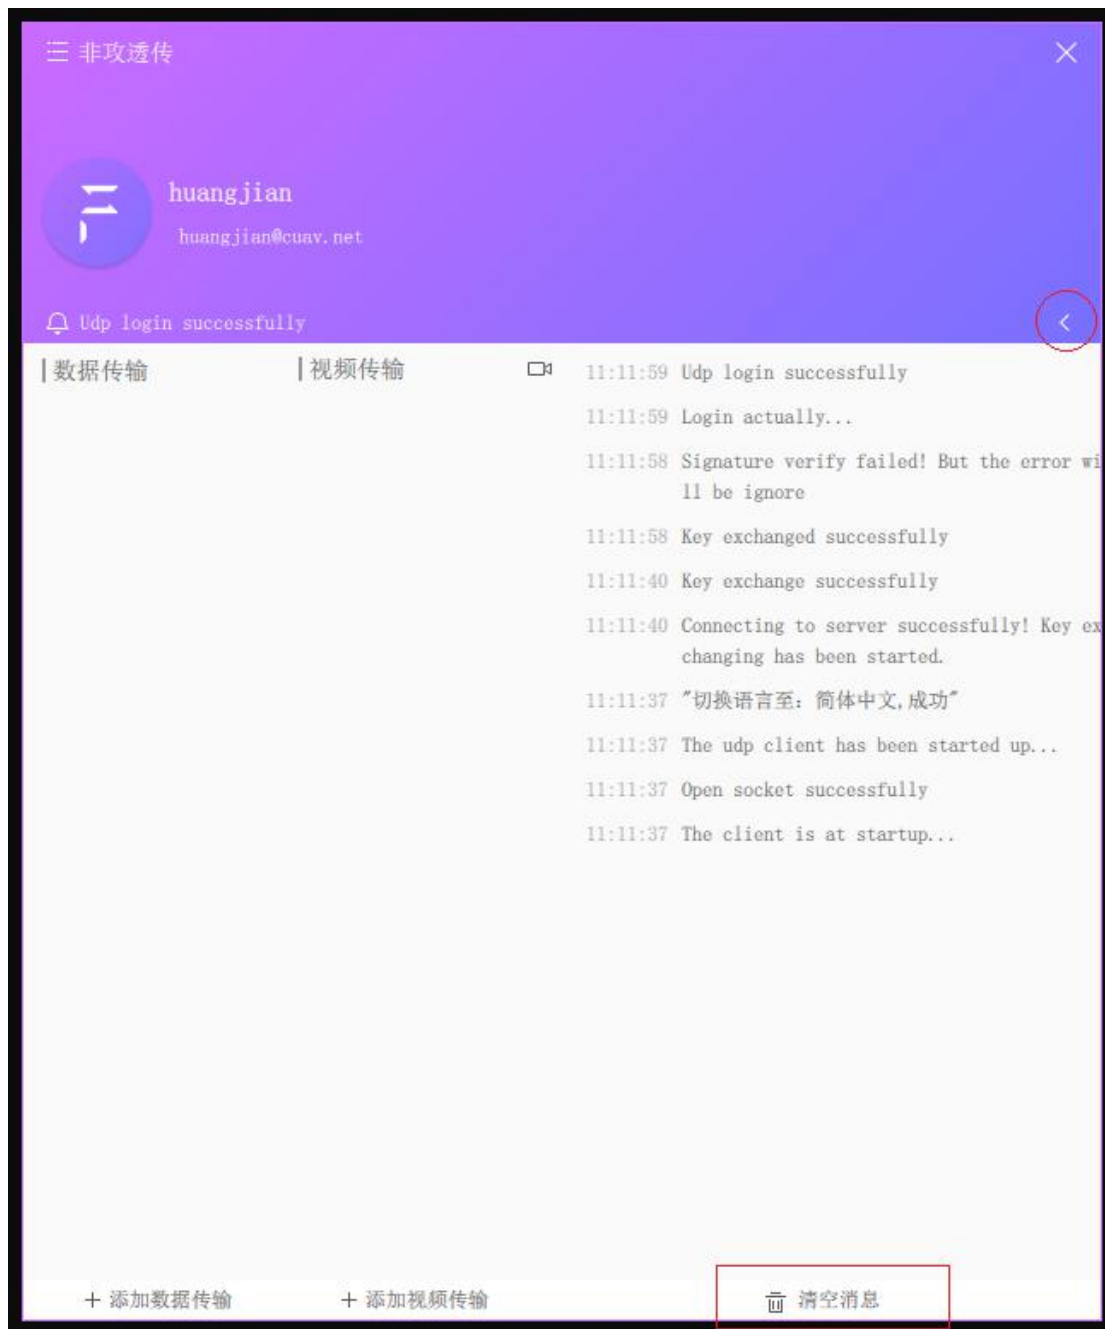 非攻透传
huangjian
huangjian@cuav.net
Udp login successfully
数据传输
视频传输
11:11:59 Udp login successfully
11:11:59 Login actually...
11:11:58 Signature verify failed! But the error wi
ll be ignore
11:11:58 Key exchanged successfully
11:11:40 Key exchange successfully
11:11:40 Connecting to server successfully! Key ex
changing has been started.
11:11:37 "切换语言至: 简体中文,成功"
11:11:37 The udp client has been started up...
11:11:37 Open socket successfully
11:11:37 The client is at startup...
+ 添加数据传输
+ 添加视频传输
清空消息